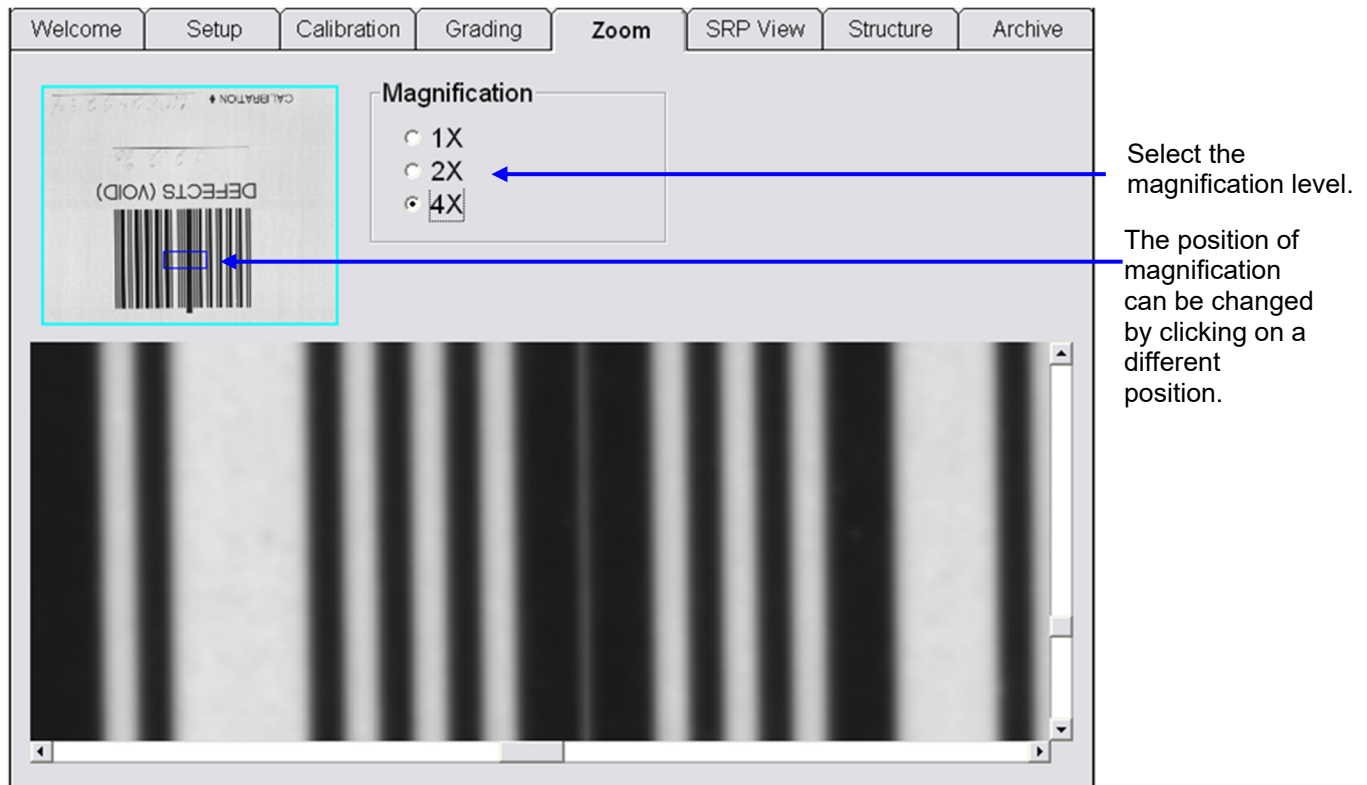 Welcome
Setup
Calibration
Grading
Zoom
SRP View
Structure
Archive
CALIBRATION
DEFECTS (VOID)
Magnification
1X
2X
4X
Select the
magnification level.
The position of
magnification
can be changed
by clicking on a
different
position.